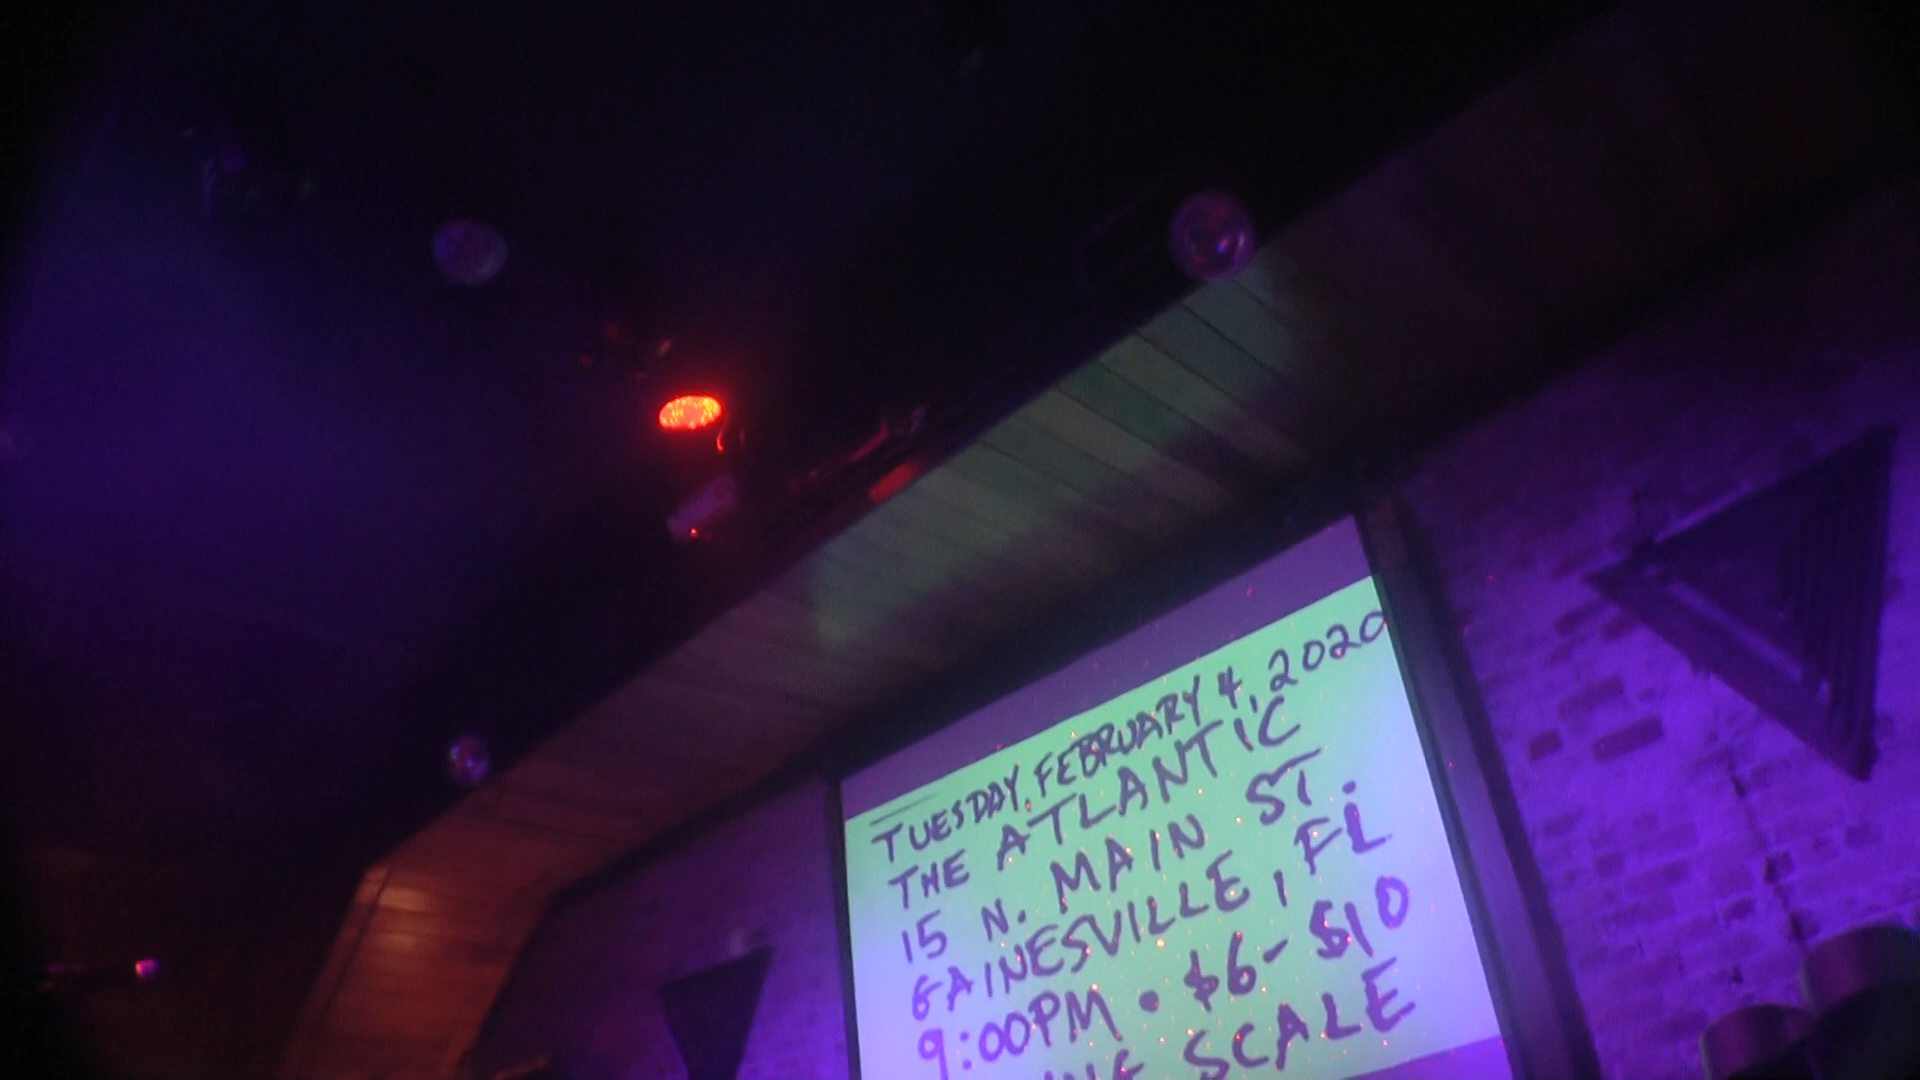 TUESDAY, FEBRUARY 4, 2020
THE ATLANTIC
15 N. MAIN ST.
GAINESVILLE, FL
9:00PM • $6-$10
SCALE